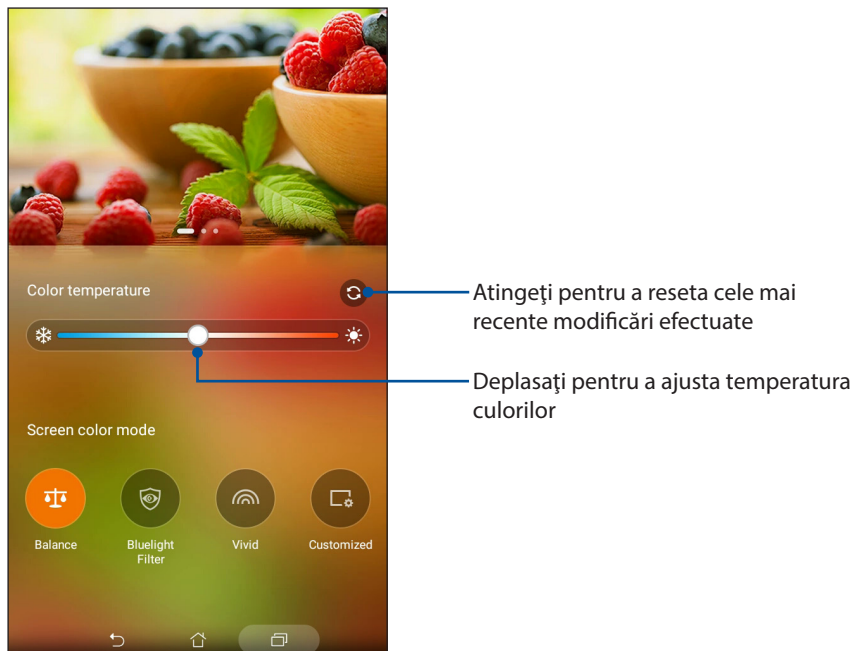 Color temperature
Atingeţi pentru a reseta cele mai
recente modificări efectuate
Deplasați pentru a ajusta temperatura
culorilor
Screen color mode
Balance
Bluelight
Filter
Vivid
Customized